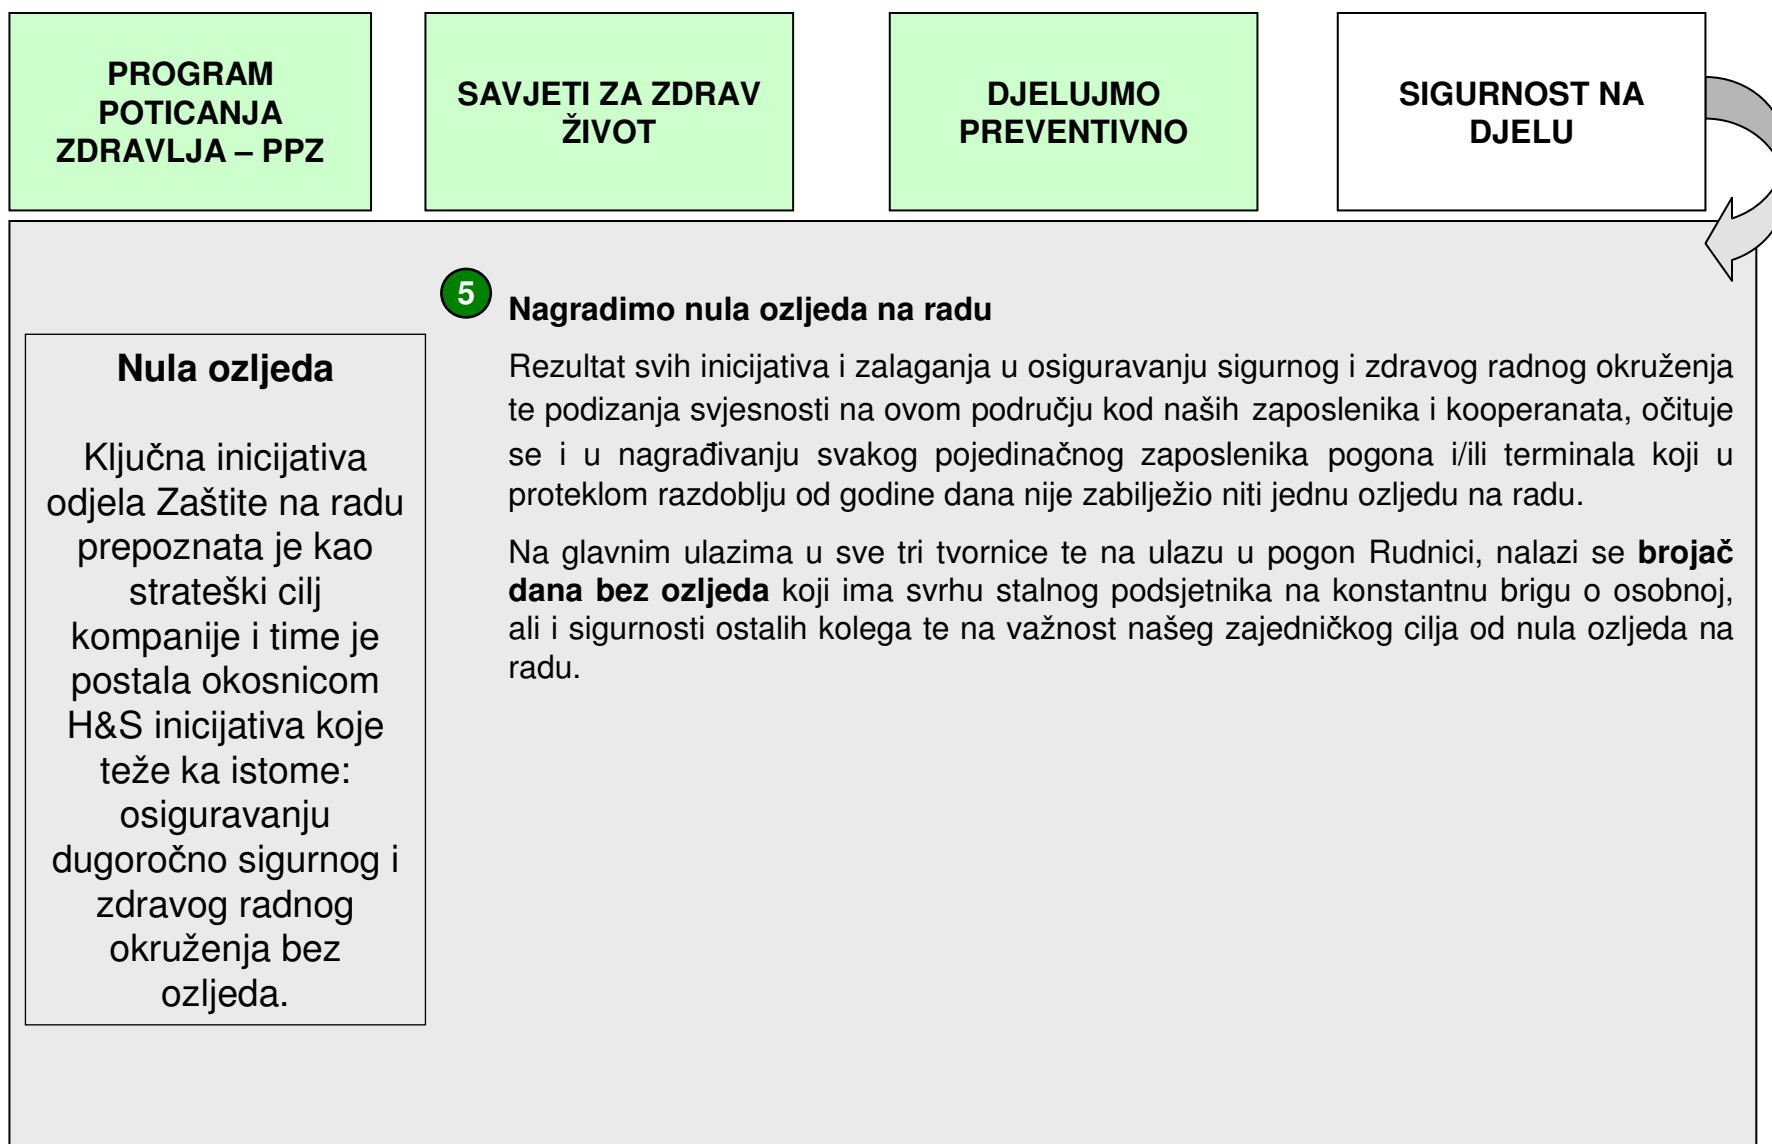 PROGRAM
POTICANJA
ZDRAVLJA – PPZ
SAVJETI ZA ZDRAV
ŽIVOT
DJELUJMO
PREVENTIVNO
SIGURNOST NA
DJELU
Nula ozljeda
Ključna inicijativa
odjela Zaštite na radu
prepoznata je kao
strateški cilj
kompanije i time je
postala okosnicom
H&S inicijativa koje
teže ka istome:
osiguravanju
dugoročno sigurnog i
zdravog radnog
okruženja bez
ozljeda.
5
Nagradimo nula ozljeda na radu
Rezultat svih inicijativa i zalaganja u osiguravanju sigurnog i zdravog radnog okruženja
te podizanja svjesnosti na ovom području kod naših zaposlenika i kooperanata, očituje
se i u nagrađivanju svakog pojedinačnog zaposlenika pogona i/ili terminala koji u
proteklom razdoblju od godine dana nije zabilježio niti jednu ozljedu na radu.
Na glavnim ulazima u sve tri tvornice te na ulazu u pogon Rudnici, nalazi se brojač
dana bez ozljeda koji ima svrhu stalnog podsjetnika na konstantnu brigu o osobnoj,
ali i sigurnosti ostalih kolega te na važnost našeg zajedničkog cilja od nula ozljeda na
radu.